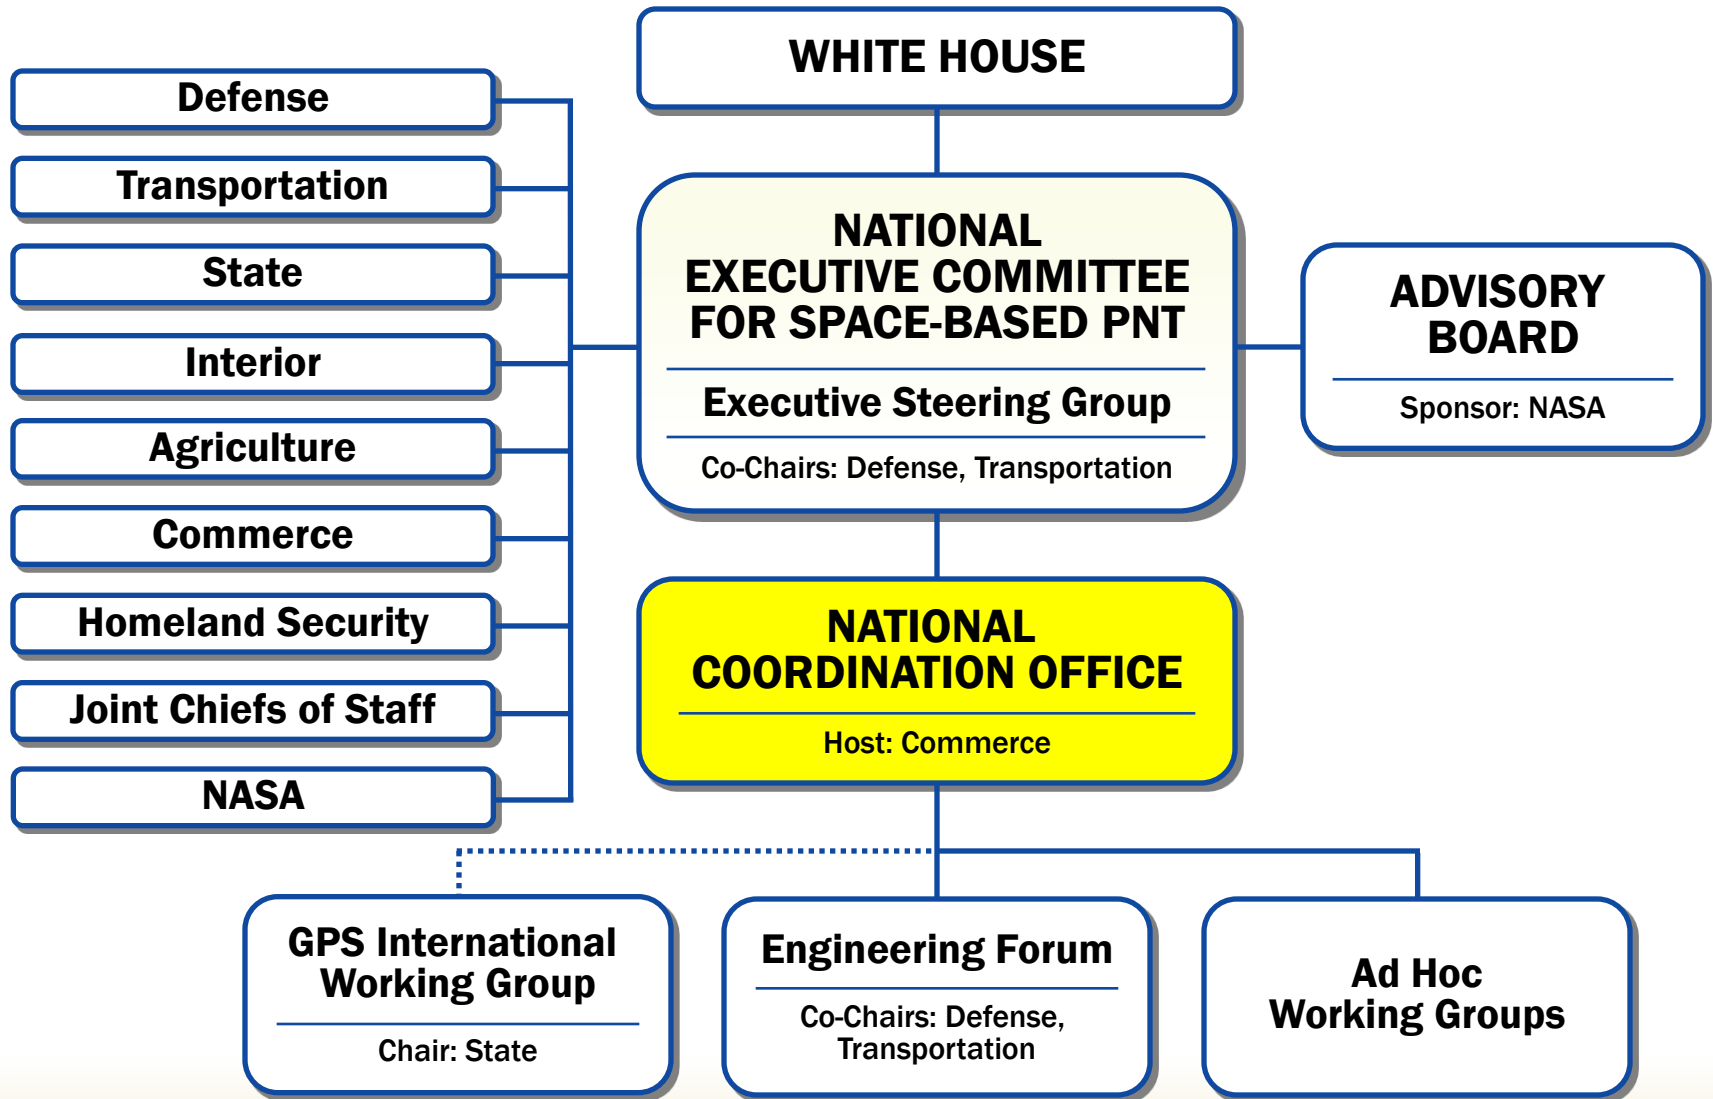 WHITE HOUSE
Defense
Transportation
State
Interior
Agriculture
Commerce
Homeland Security
Joint Chiefs of Staff
NASA
NATIONAL
EXECUTIVE COMMITTEE
FOR SPACE-BASED PNT
Executive Steering Group
Co-Chairs: Defense, Transportation
ADVISORY
BOARD
Sponsor: NASA
NATIONAL
COORDINATION OFFICE
Host: Commerce
GPS International
Working Group
Chair: State
Engineering Forum
Co-Chairs: Defense,
Transportation
Ad Hoc
Working Groups